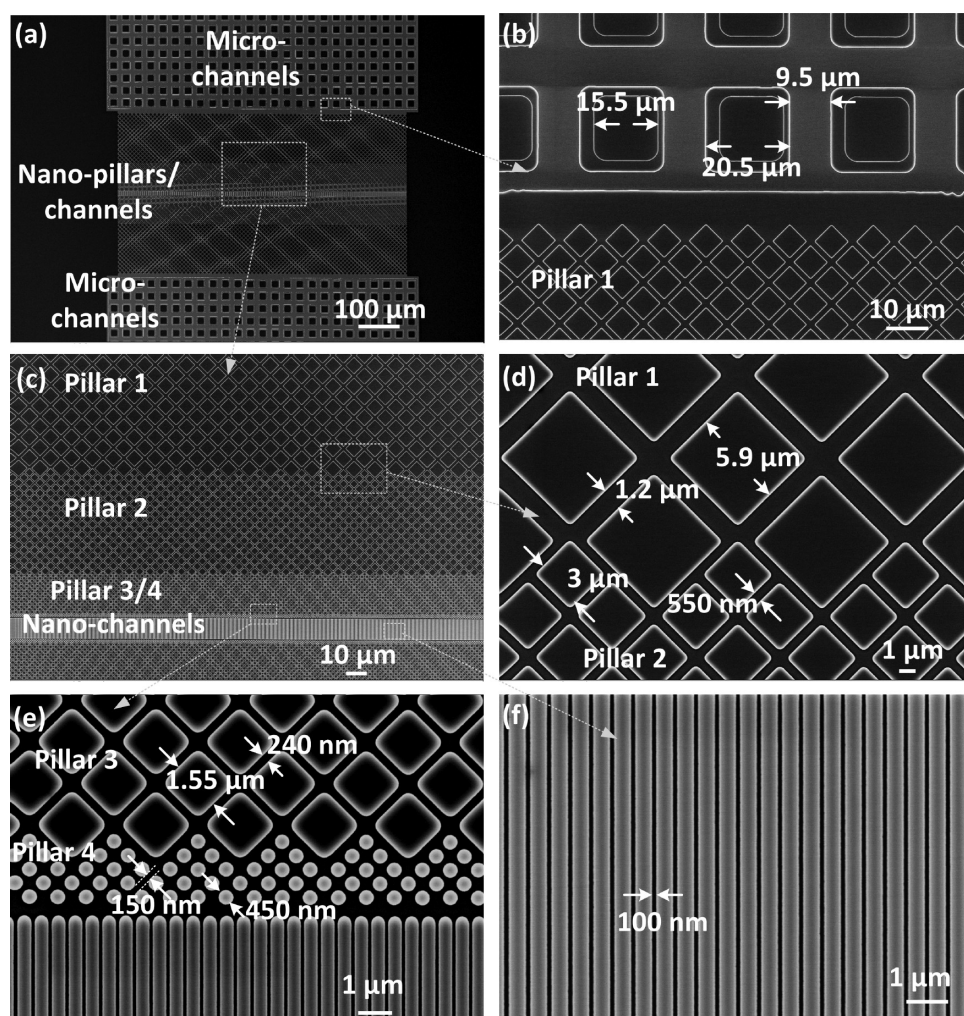 (a)
Micro-
channels
Nano-pillars/
channels
Micro-
channels
100 µm
(b)
9.5 µm
15.5 µm
20.5 µm
Pillar 1
10 µm
(c)
Pillar 1
Pillar 2
Pillar 3/4
Nano-channels
10 µm
(d)
Pillar 1
5.9 µm
1.2 µm
3 µm
550 nm
Pillar 2
1 µm
(e)
240 nm
Pillar 3
1.55 µm
Pillar 4
150 nm
450 nm
1 µm
(f)
100 nm
1 µm